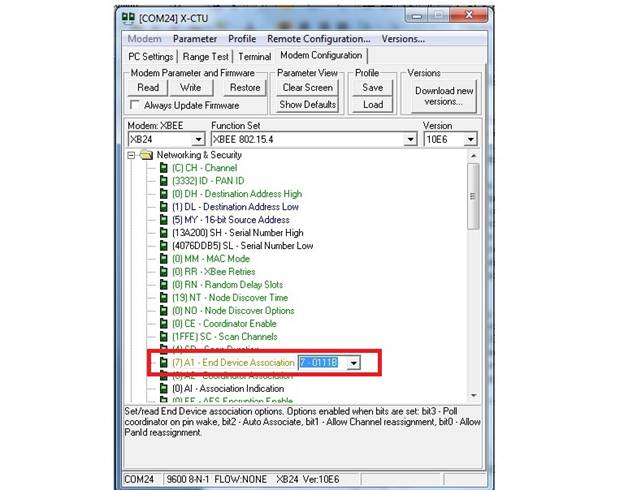 [COM24] X-CTU
Modem Parameter Profile Remote Configuration... Versions...
PC Settings Range Test Terminal Modem Configuration
Modem Parameter and Firmware Parameter View Profile Versions
Read Write Restore Clear Screen Save Download new versions...
Always Update Firmware Show Defaults Load
Modem: XBEE Function Set Version
XB24 XBEE 802.15.4 10E6
Networking & Security
(C) CH - Channel
(3332) ID - PAN ID
(0) DH - Destination Address High
(1) DL - Destination Address Low
(5) MY - 16-bit Source Address
(13A200) SH - Serial Number High
(4076DDB5) SL - Serial Number Low
(0) MM - MAC Mode
(0) RR - XBee Retries
(0) RN - Random Delay Slots
(19) NT - Node Discover Time
(0) NO - Node Discover Options
(0) CE - Coordinator Enable
(1FFE) SC - Scan Channels
(4) SD - Scan Duration
(7) A1 - End Device Association 7 - 0111B
(0) A2 - Coordinator Association
(0) AI - Association Indication
(0) EE - AES Encryption Enable
Set/read End Device association options. Options enabled when bits are set: bit3 - Poll
coordinator on pin wake, bit2 - Auto Associate, bit1 - Allow Channel reassignment, bit0 - Allow
PanId reassignment.
COM24 9600 8-N-1 FLOW:NONE XB24 Ver:10E6